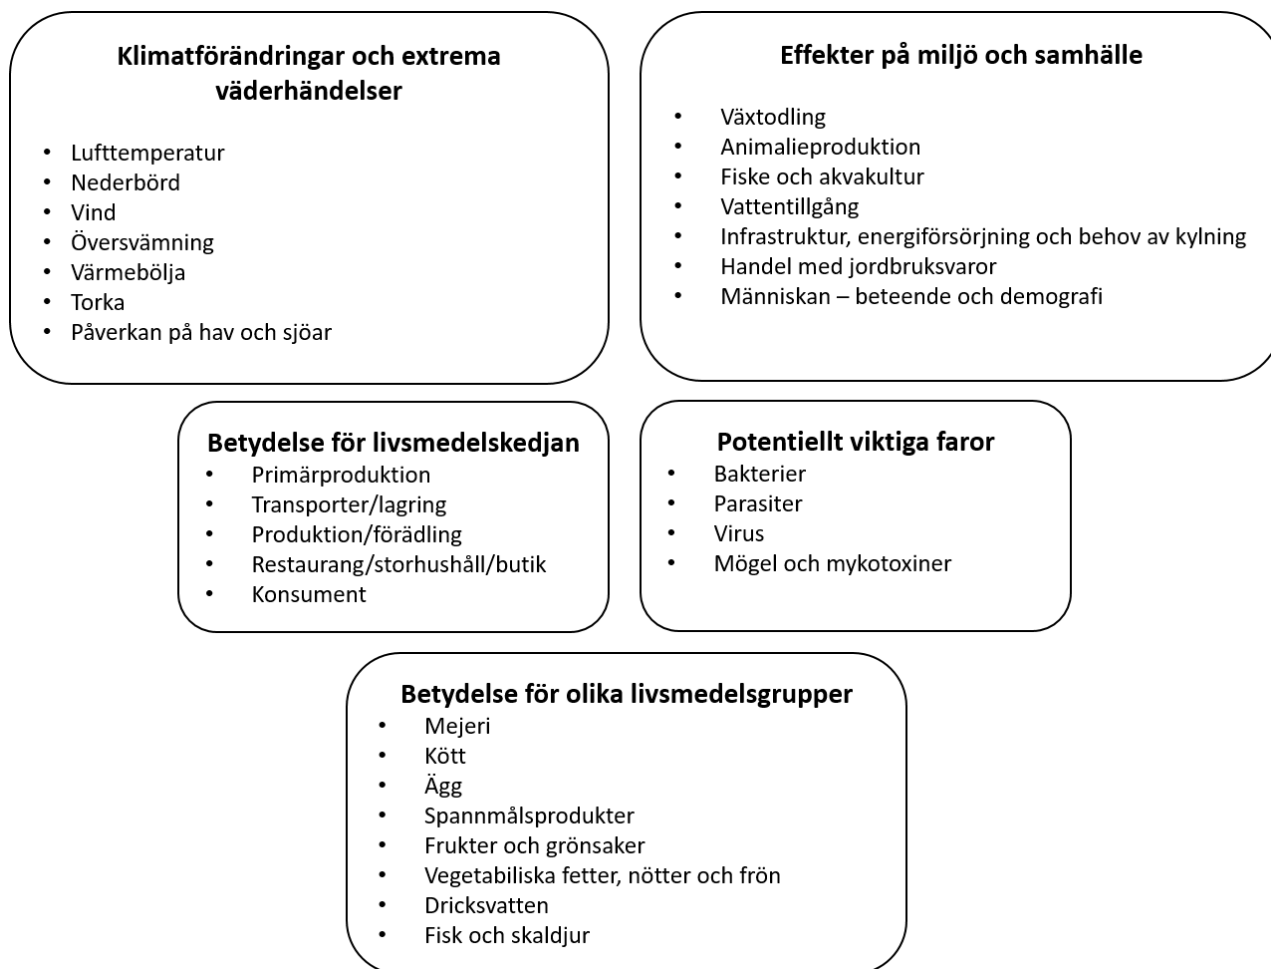 Klimatförändringar och extrema
väderhändelser
• Lufttemperatur
• Nederbörd
• Vind
• Översvämning
• Värmebölja
• Torka
• Påverkan på hav och sjöar
Effekter på miljö och samhälle
• Växtodling
• Animalieproduktion
• Fiske och akvakultur
• Vattentillgång
• Infrastruktur, energiförsörjning och behov av kylning
• Handel med jordbruksvaror
• Människan – beteende och demografi
Betydelse för livsmedelskedjan
• Primärproduktion
• Transporter/lagring
• Produktion/förädling
• Restaurang/storhushåll/butik
• Konsument
Potentiellt viktiga faror
• Bakterier
• Parasiter
• Virus
• Mögel och mykotoxiner
Betydelse för olika livsmedelsgrupper
• Mejeri
• Kött
• Ägg
• Spannmålsprodukter
• Frukter och grönsaker
• Vegetabiliska fetter, nötter och frön
• Dricksvatten
• Fisk och skaldjur